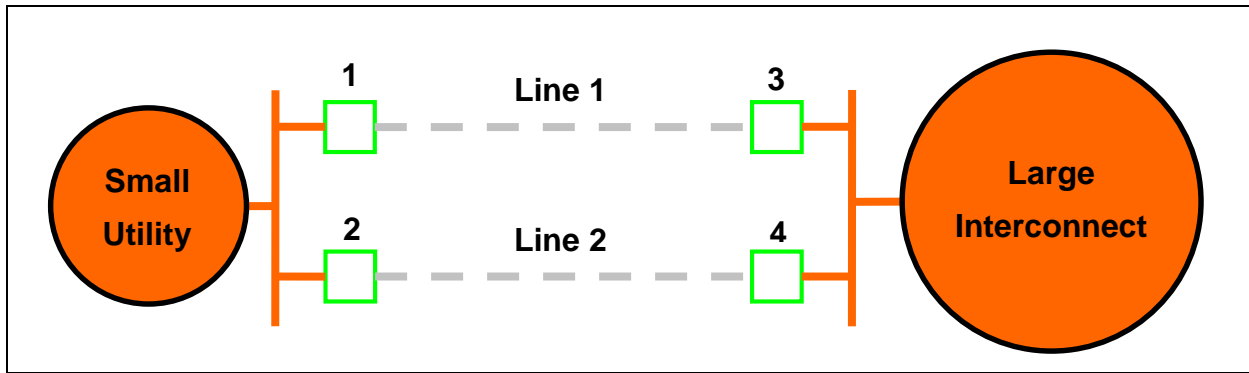 1
Line 1
3
Small
Utility
Large
Interconnect
2
Line 2
4